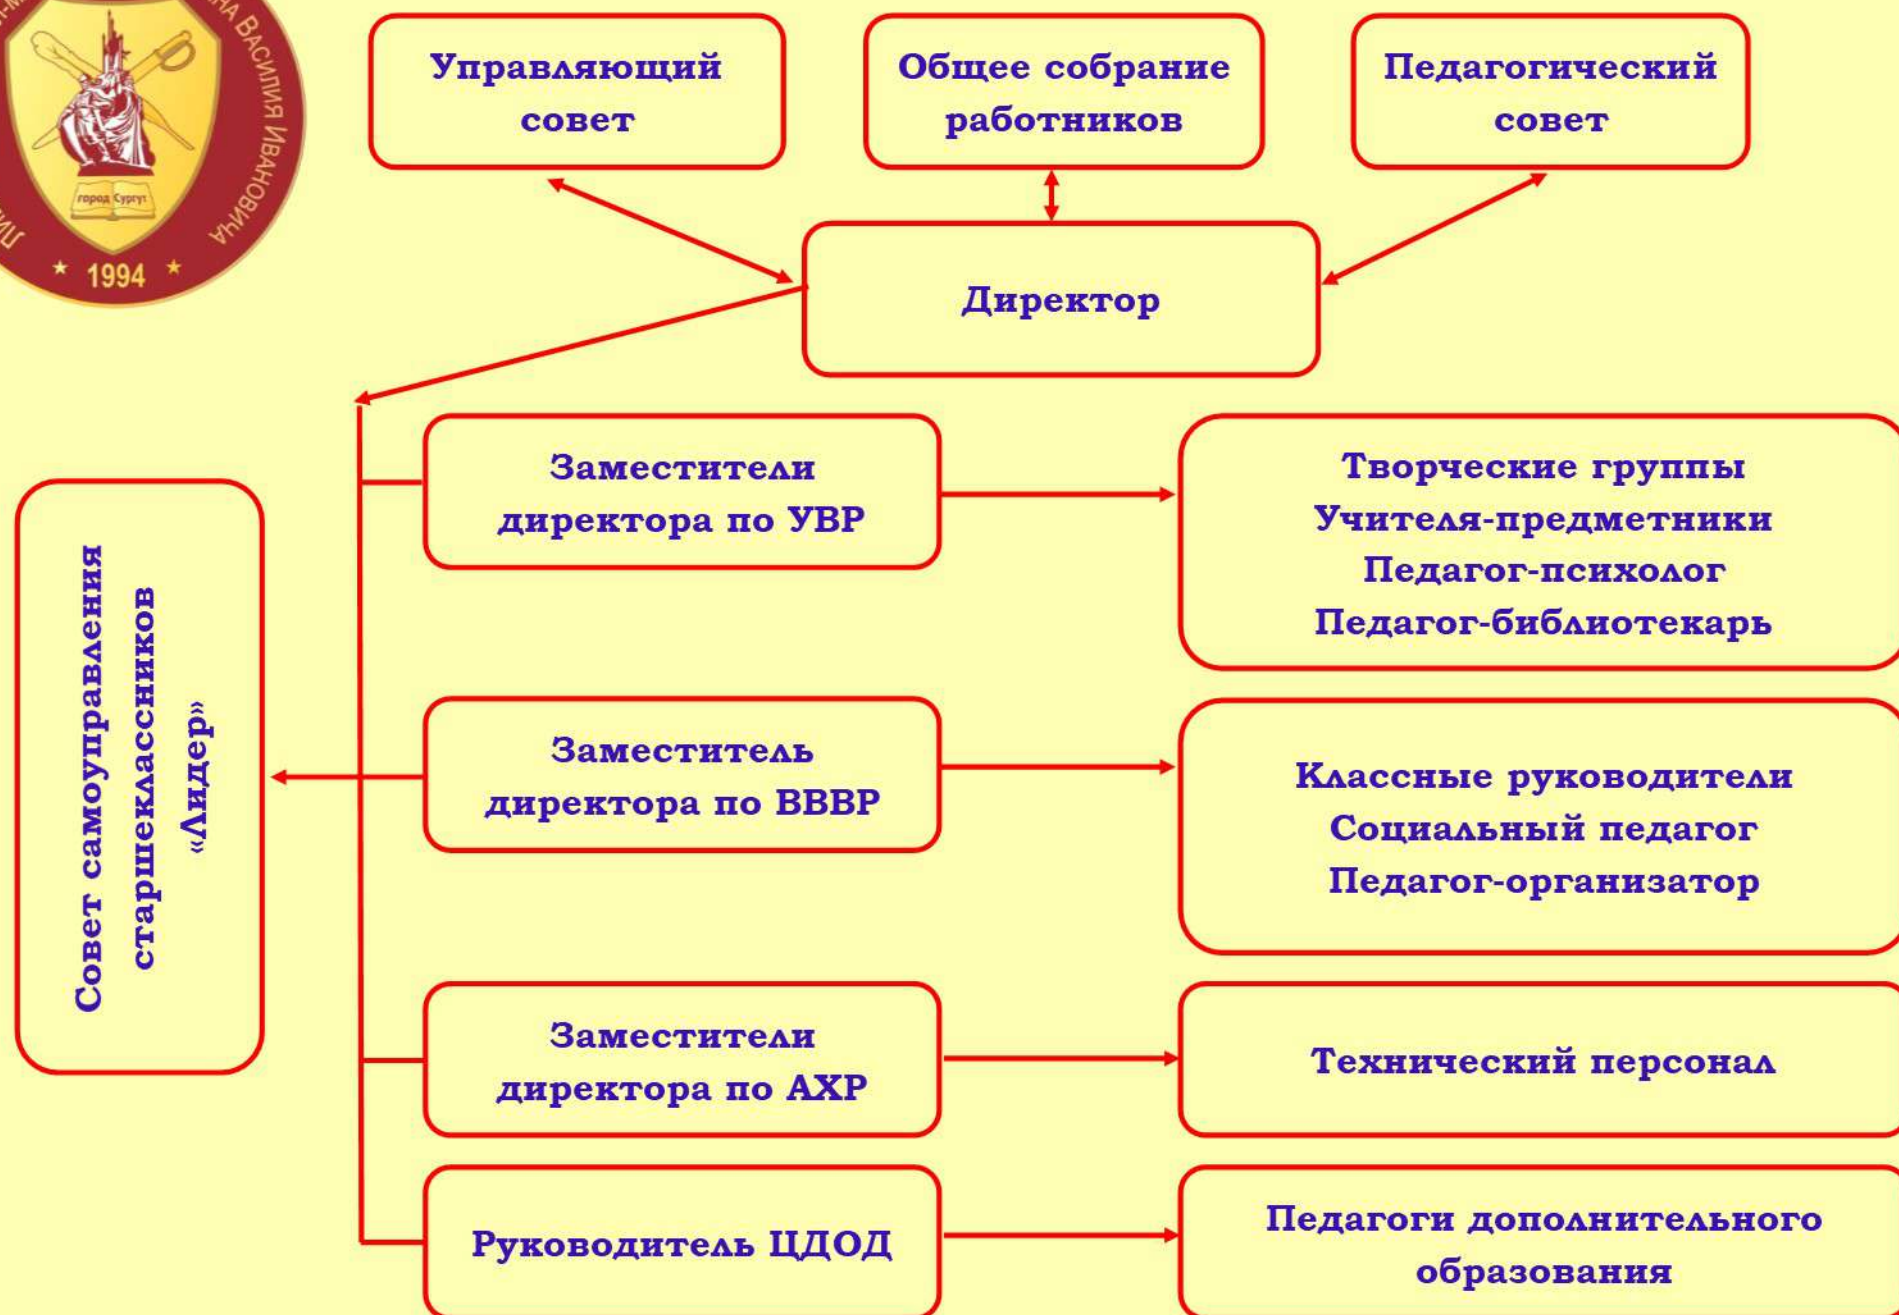 ВАСИЛИЯ ИВАНОВИЧА
город Сургут
1994
Управляющий
совет
Общее собрание
работников
Педагогический
совет
Директор
Заместители
директора по УВР
Творческие группы
Учителя-предметники
Педагог-психолог
Педагог-библиотекарь
Совет самоуправления
старшеклассников
«Лидер»
Заместитель
директора по ВВВР
Классные руководители
Социальный педагог
Педагог-организатор
Заместители
директора по АХР
Технический персонал
Руководитель ЦДОД
Педагоги дополнительного
образования